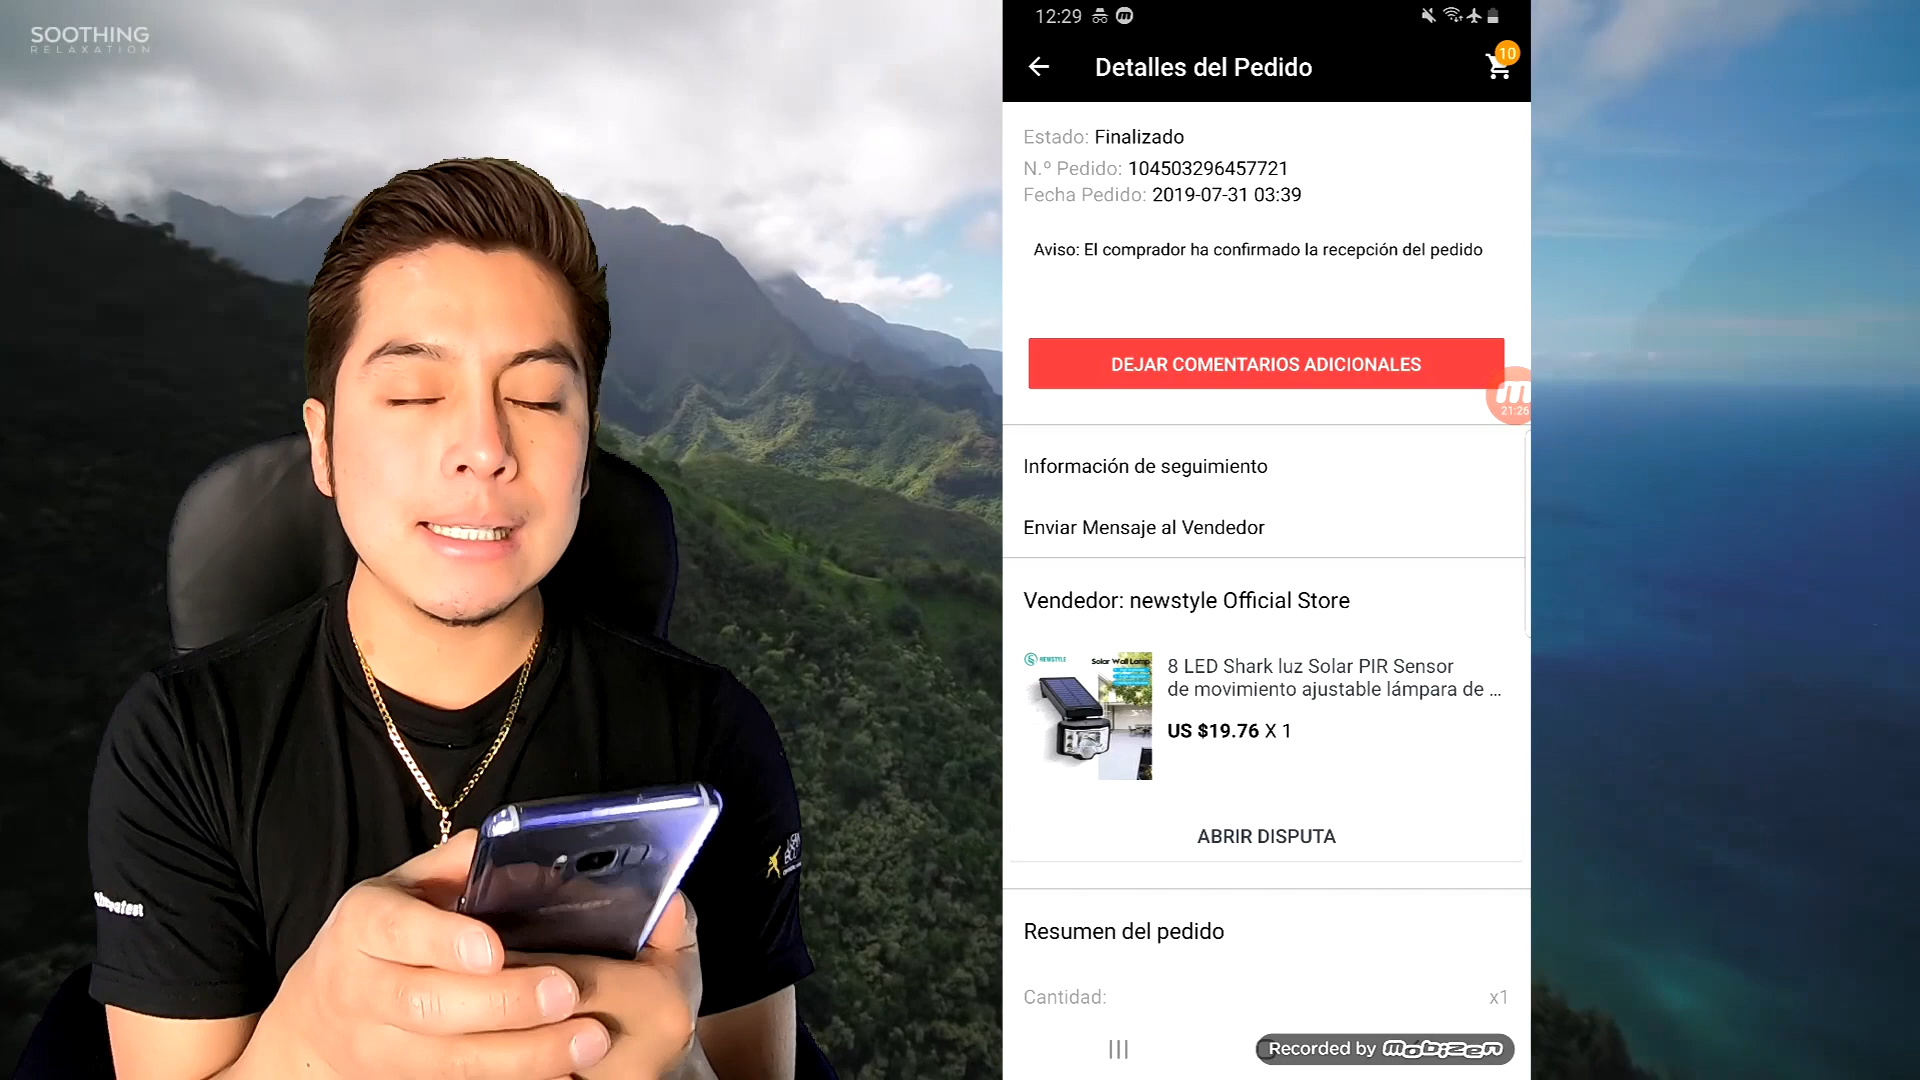 SOOTHING
RELAXATION
12:29
10
Detalles del Pedido
Estado: Finalizado
N.º Pedido: 104503296457721
Fecha Pedido: 2019-07-31 03:39
Aviso: El comprador ha confirmado la recepción del pedido
DEJAR COMENTARIOS ADICIONALES
21:26
Información de seguimiento
Enviar Mensaje al Vendedor
Vendedor: newstyle Official Store
NEWSTYLE
Solar Wall Lamp
8 LED Shark luz Solar PIR Sensor
de movimiento ajustable lámpara de ...
US $19.76 X 1
ABRIR DISPUTA
Resumen del pedido
Cantidad:
x1
Recorded by mobizen